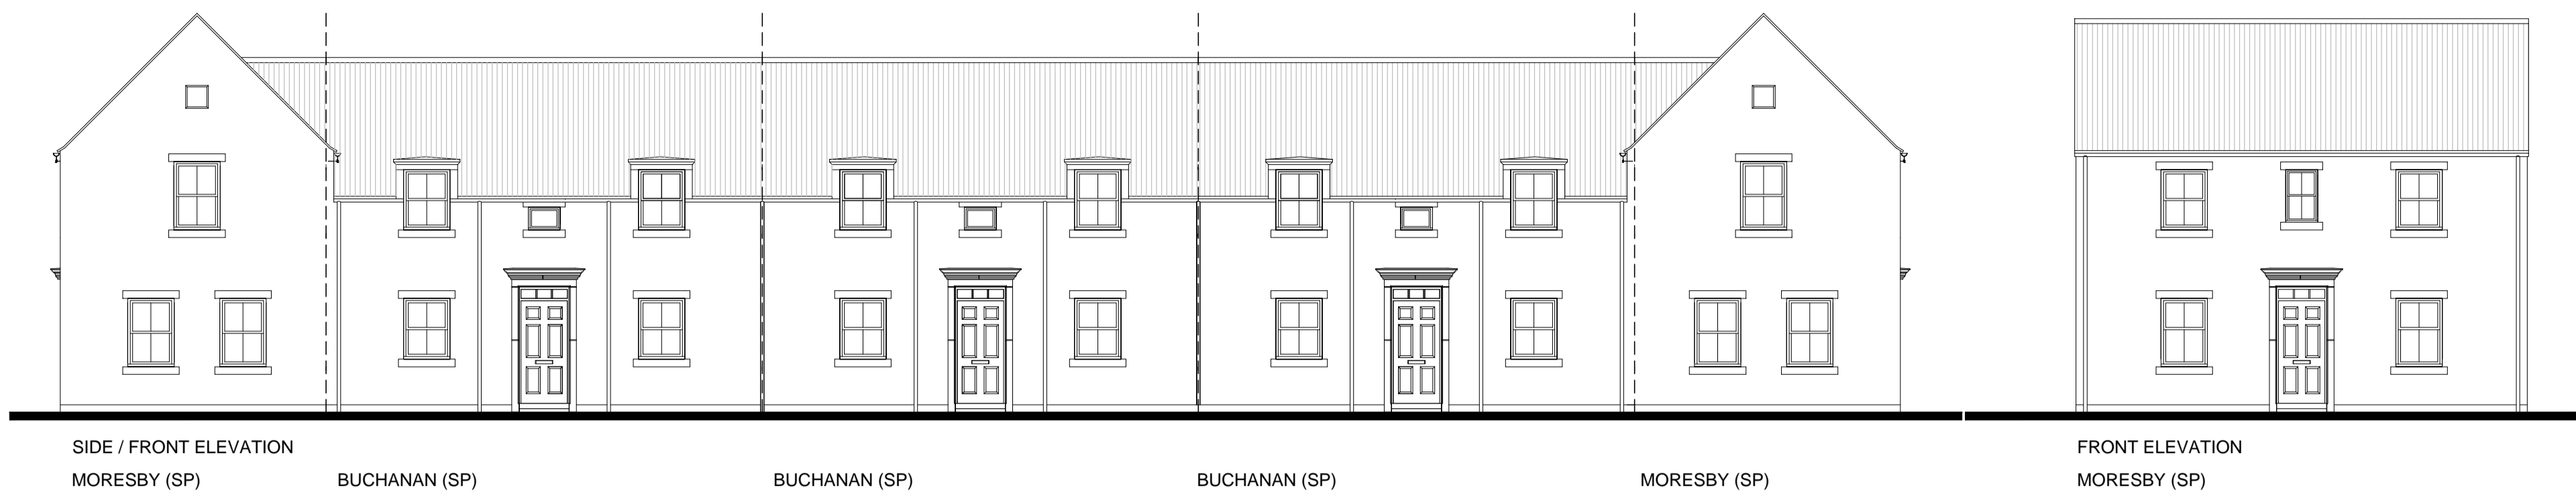 SIDE / FRONT ELEVATION
MORESBY (SP)
BUCHANAN (SP)
BUCHANAN (SP)
BUCHANAN (SP)
MORESBY (SP)
FRONT ELEVATION
MORESBY (SP)